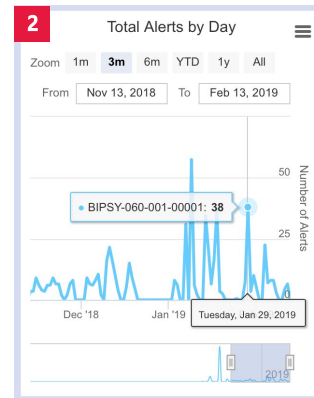 2
Total Alerts by Day
Zoom 1m 3m 6m YTD 1y All
From Nov 13, 2018 To Feb 13, 2019
50
BIPSY-060-001-00001: 38
25
0
Number of Alerts
Dec '18 Jan '19
Tuesday, Jan 29, 2019
2019